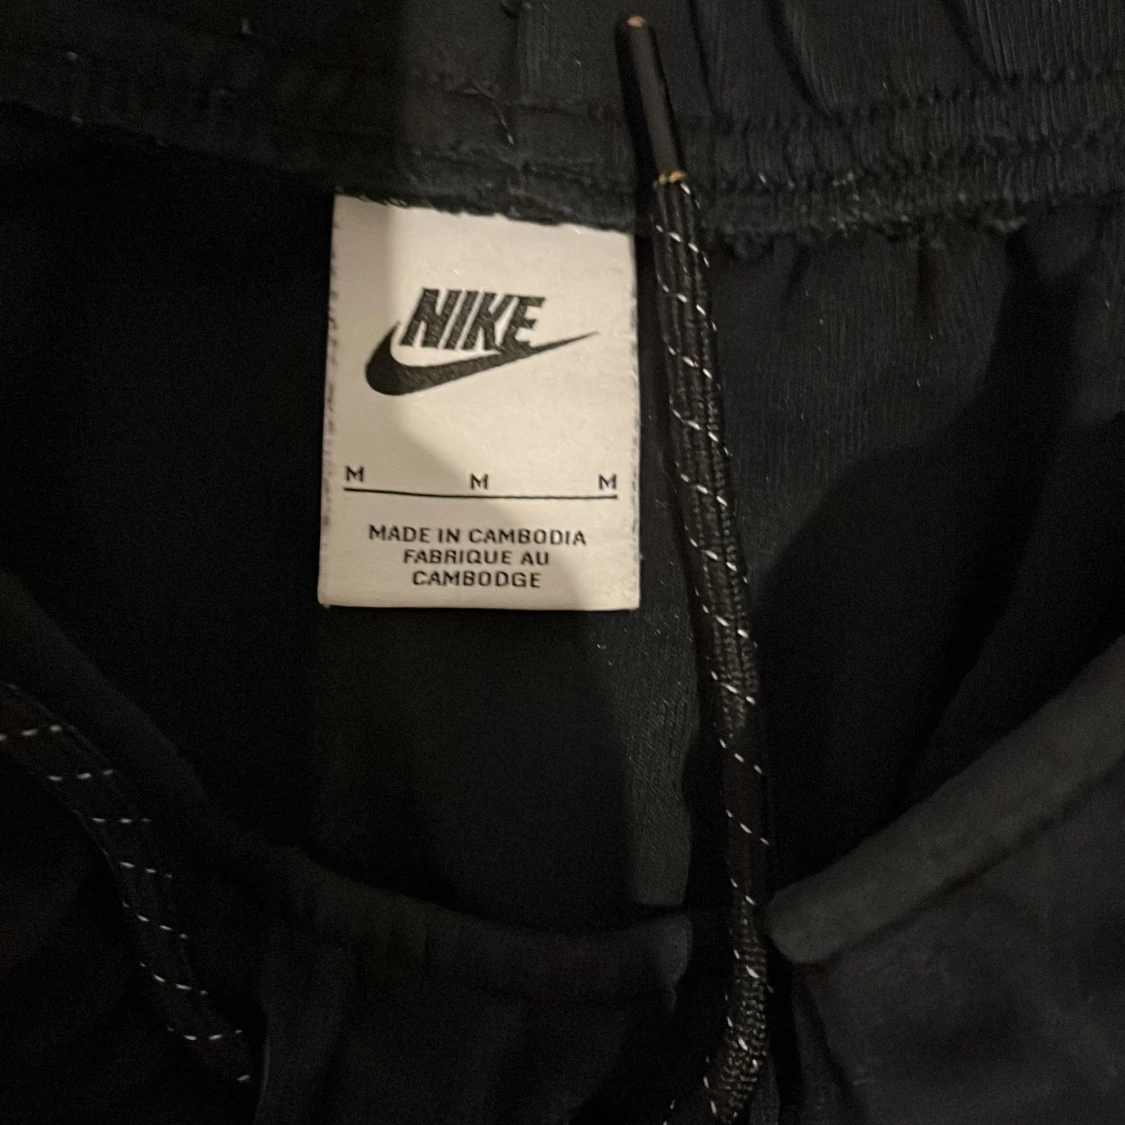 NIKE
M M M
MADE IN CAMBODIA
FABRIQUE AU
CAMBODGE